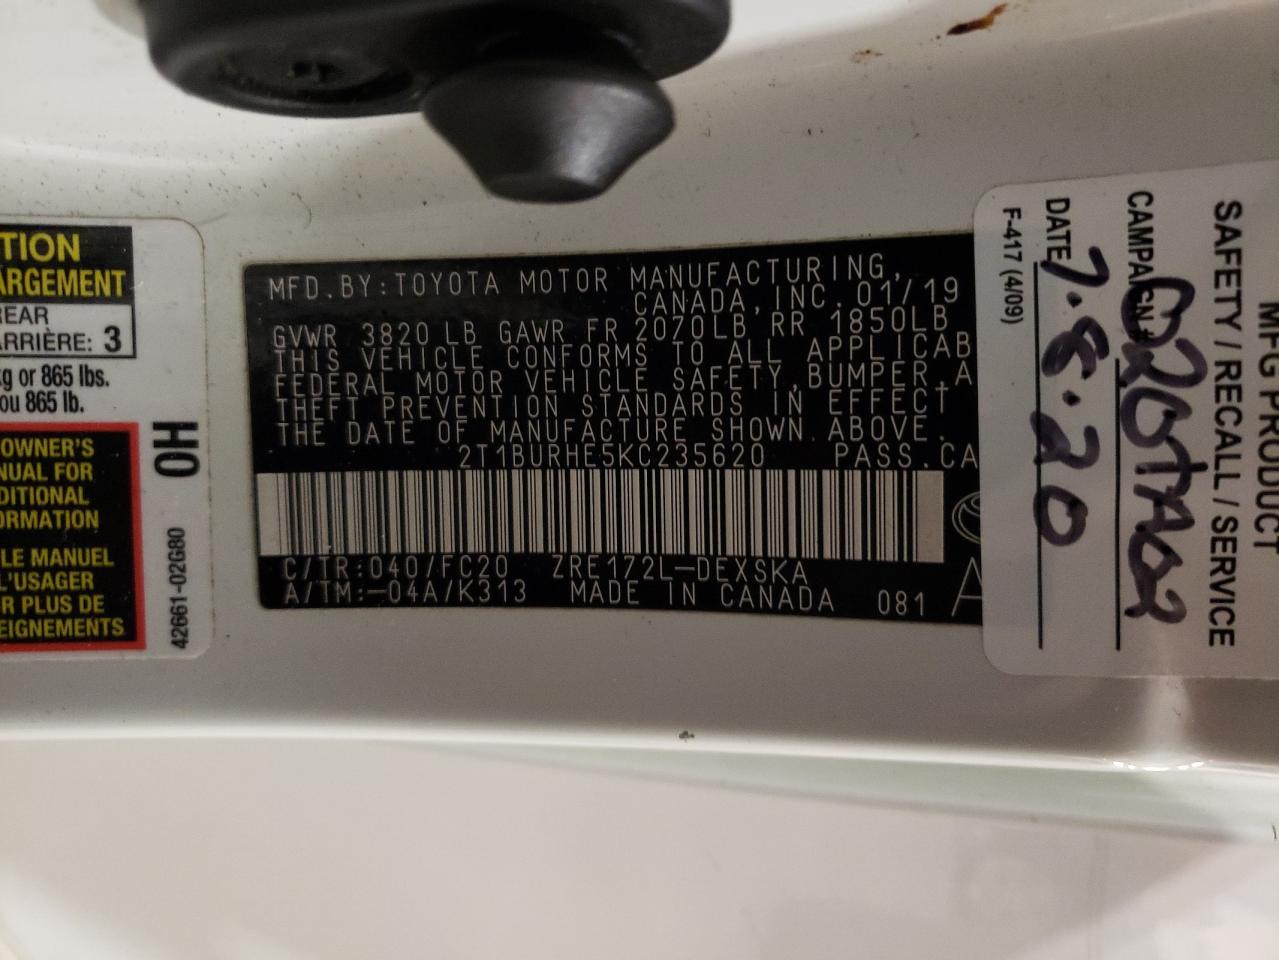 TION
ARGEMENT
REAR
ARRIÈRE: 3
kg or 865 lbs.
ou 865 lb.
OWNER'S
NUAL FOR
DITIONAL
ORMATION
LE MANUEL
L'USAGER
R PLUS DE
EIGNEMENTS
0H
42661-02G80
MFD.BY:TOYOTA MOTOR MANUFACTURING,
CANADA, INC. 01/19
GVWR 3820 LB GAWR FR 2070LB RR 1850LB
THIS VEHICLE CONFORMS TO ALL APPLICAB
FEDERAL MOTOR VEHICLE SAFETY,BUMPER,A
THEFT PREVENTION STANDARDS IN EFFECT
THE DATE OF MANUFACTURE SHOWN ABOVE.
2T1BURHE5KC235620 PASS.CA
C/TR:040/FC20 ZRE172L-DEXSKA
A/TM:-04A/K313 MADE IN CANADA 081 A
MFG PRODUCT
SAFETY / RECALL / SERVICE
CAMPAIGN # C020TA02
DATE 7.8.20
F-417 (4/09)